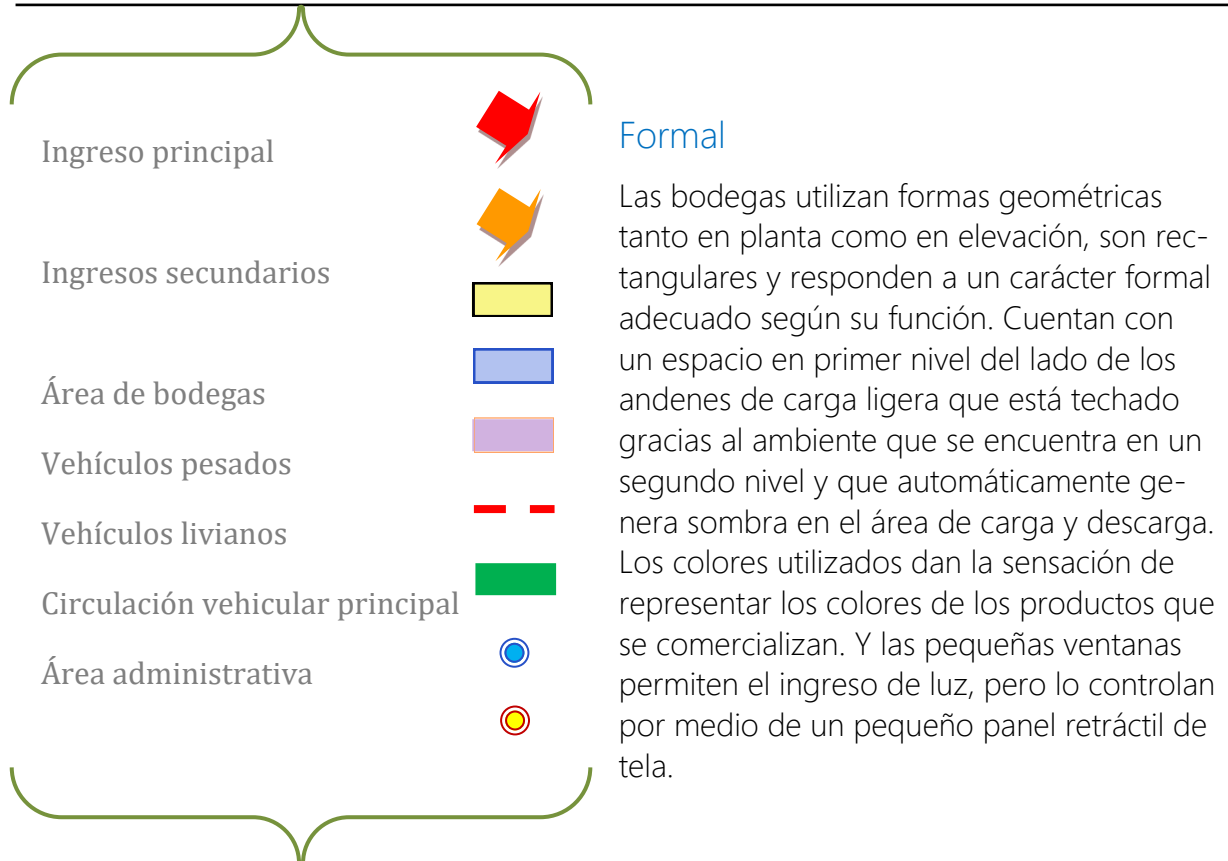 Ingreso principal
Ingresos secundarios
Área de bodegas
Vehículos pesados
Vehículos livianos
Circulación vehicular principal
Área administrativa
Formal
Las bodegas utilizan formas geométricas
tanto en planta como en elevación, son rec-
tangulares y responden a un carácter formal
adecuado según su función. Cuentan con
un espacio en primer nivel del lado de los
andenes de carga ligera que está techado
gracias al ambiente que se encuentra en un
segundo nivel y que automáticamente ge-
nera sombra en el área de carga y descarga.
Los colores utilizados dan la sensación de
representar los colores de los productos que
se comercializan. Y las pequeñas ventanas
permiten el ingreso de luz, pero lo controlan
por medio de un pequeño panel retráctil de
tela.